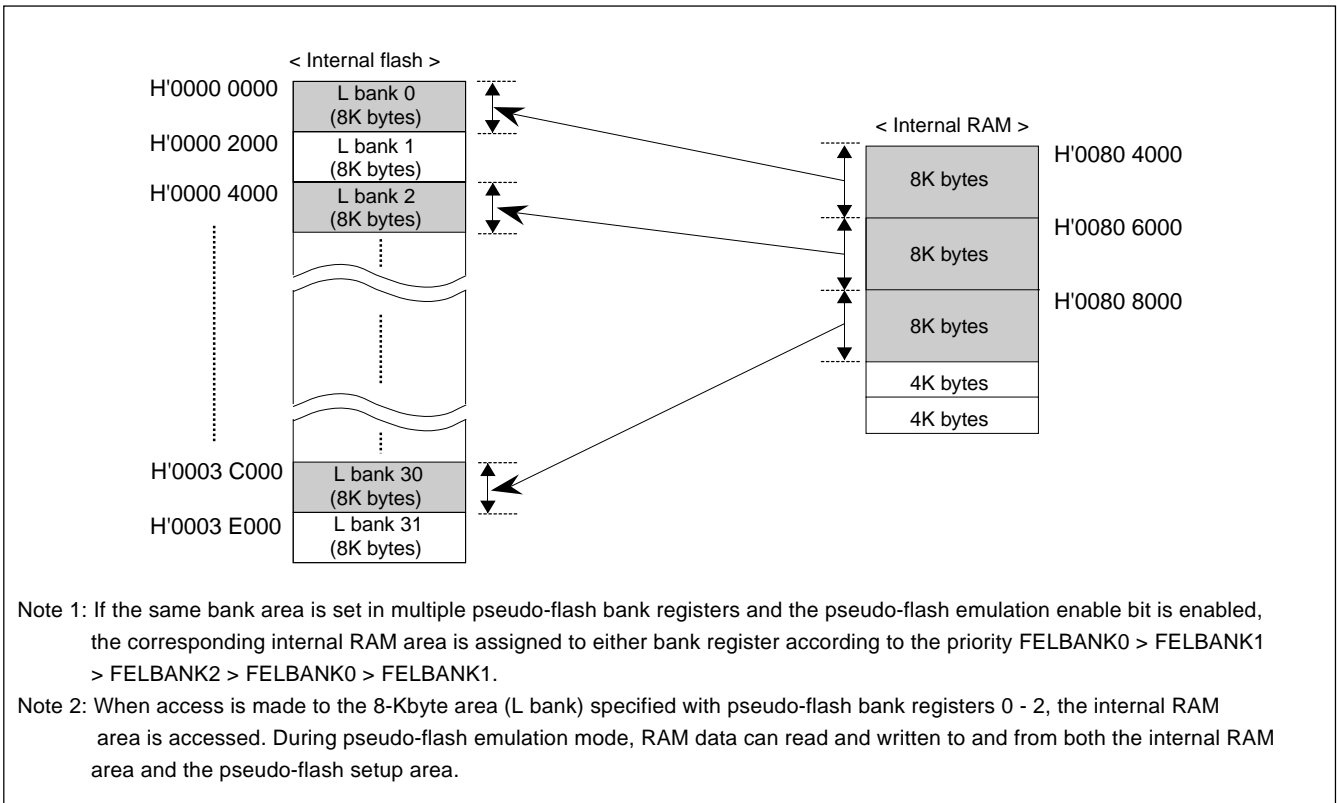 < Internal flash >
H'0000 0000
L bank 0
(8K bytes)
H'0000 2000
L bank 1
(8K bytes)
H'0000 4000
L bank 2
(8K bytes)
H'0003 C000
L bank 30
(8K bytes)
H'0003 E000
L bank 31
(8K bytes)
< Internal RAM >
H'0080 4000
8K bytes
H'0080 6000
8K bytes
H'0080 8000
8K bytes
4K bytes
4K bytes
Note 1: If the same bank area is set in multiple pseudo-flash bank registers and the pseudo-flash emulation enable bit is enabled,
the corresponding internal RAM area is assigned to either bank register according to the priority FELBANK0 > FELBANK1
> FELBANK2 > FELBANK0 > FELBANK1.
Note 2: When access is made to the 8-Kbyte area (L bank) specified with pseudo-flash bank registers 0 - 2, the internal RAM
area is accessed. During pseudo-flash emulation mode, RAM data can read and written to and from both the internal RAM
area and the pseudo-flash setup area.